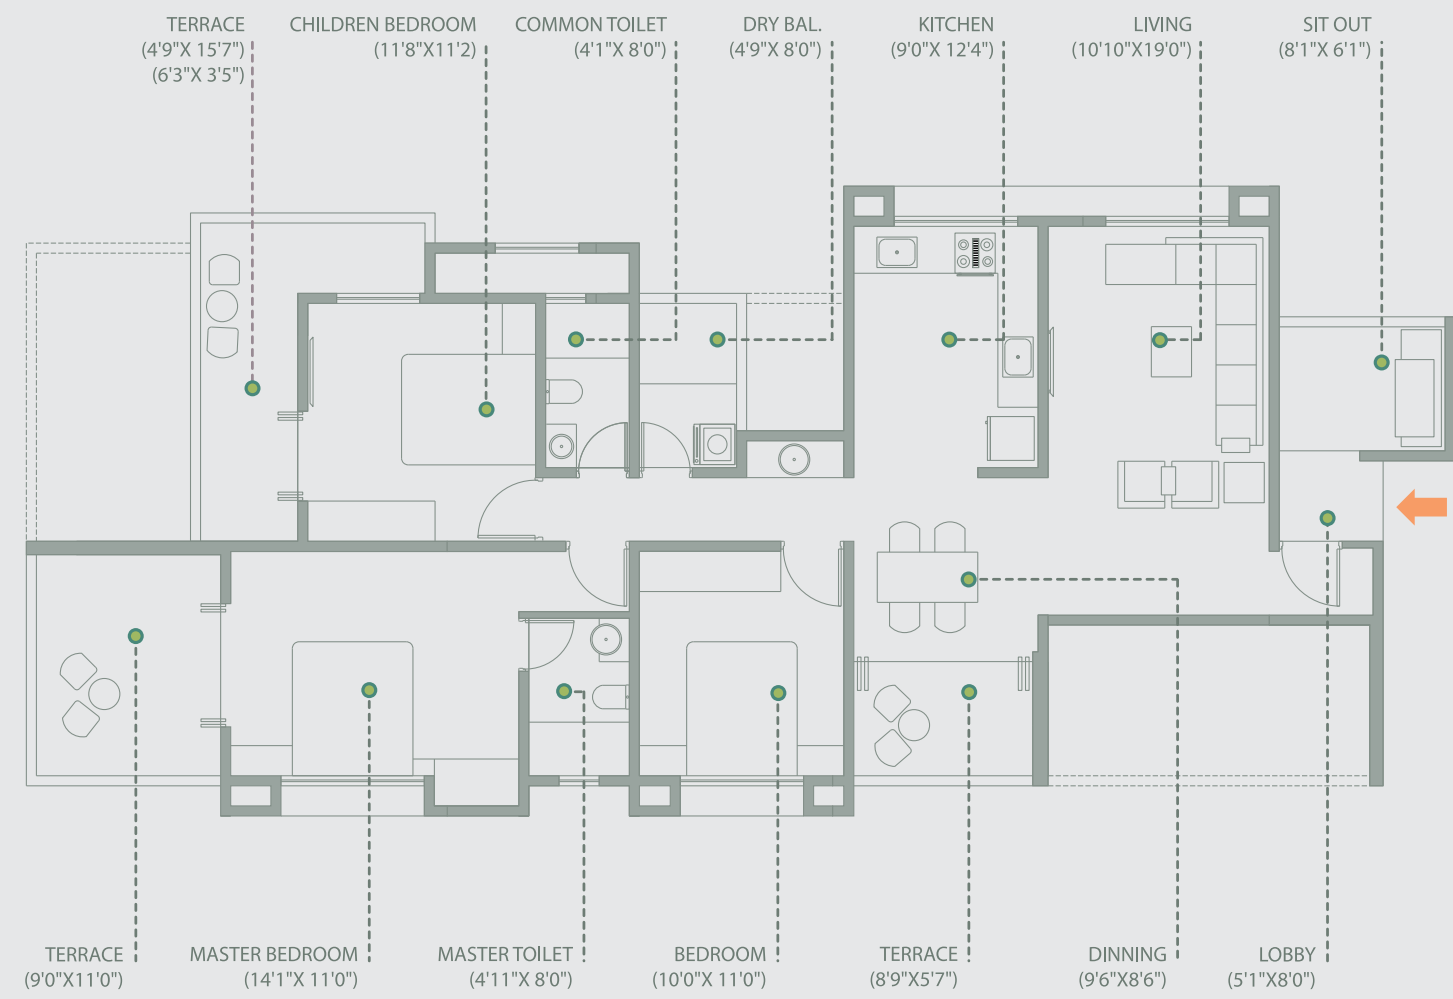 TERRACE
(4'9"X 15'7")
(6'3"X 3'5")
CHILDREN BEDROOM
(11'8"X11'2)
COMMON TOILET
(4'1"X 8'0")
DRY BAL.
(4'9"X 8'0")
KITCHEN
(9'0"X 12'4")
LIVING
(10'10"X19'0")
SIT OUT
(8'1"X 6'1")
TERRACE
(9'0"X11'0")
MASTER BEDROOM
(14'1"X 11'0")
MASTER TOILET
(4'11"X 8'0")
BEDROOM
(10'0"X 11'0")
TERRACE
(8'9"X5'7")
DINNING
(9'6"X8'6")
LOBBY
(5'1"X8'0")